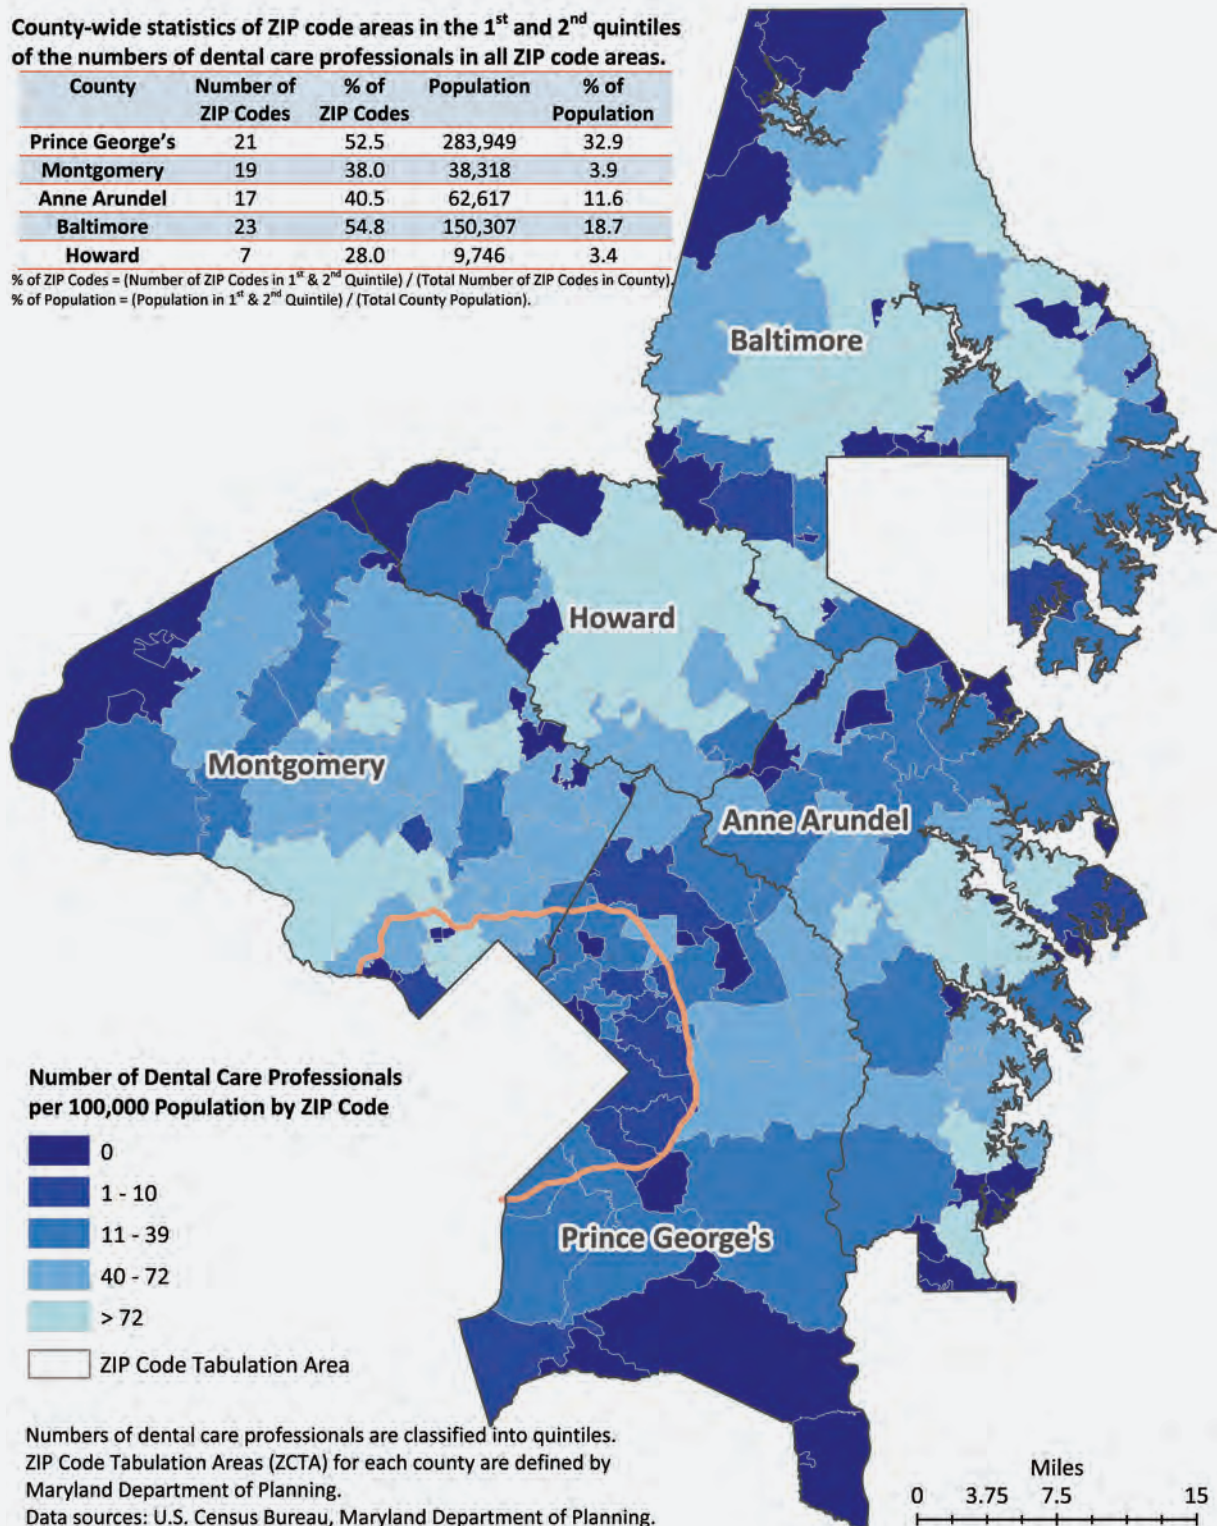 County-wide statistics of ZIP code areas in the 1st and 2nd quintiles
of the numbers of dental care professionals in all ZIP code areas.
County Number of ZIP Codes % of ZIP Codes Population % of Population
Prince George's 21 52.5 283,949 32.9
Montgomery 19 38.0 38,318 3.9
Anne Arundel 17 40.5 62,617 11.6
Baltimore 23 54.8 150,307 18.7
Howard 7 28.0 9,746 3.4
% of ZIP Codes = (Number of ZIP Codes in 1st & 2nd Quintile) / (Total Number of ZIP Codes in County).
% of Population = (Population in 1st & 2nd Quintile) / (Total County Population).
Baltimore
Howard
Montgomery
Anne Arundel
Prince George's
Number of Dental Care Professionals
per 100,000 Population by ZIP Code
0
1 - 10
11 - 39
40 - 72
> 72
ZIP Code Tabulation Area
Numbers of dental care professionals are classified into quintiles.
ZIP Code Tabulation Areas (ZCTA) for each county are defined by
Maryland Department of Planning.
Data sources: U.S. Census Bureau, Maryland Department of Planning.
Miles
0 3.75 7.5 15